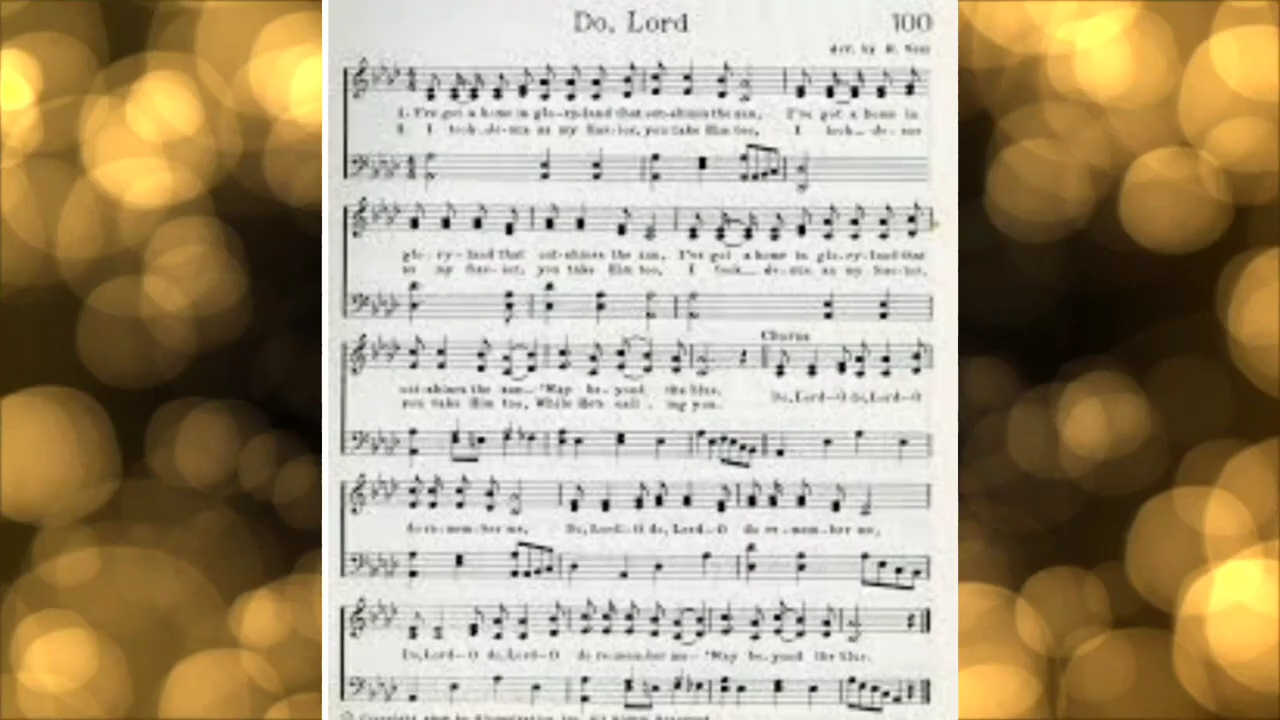 Do, Lord
100
arr. by
1. I've got a home in glo-ry-land that out-shines the sun, I've got a home in
2. I took Je-sus as my Sav-ior, you take Him too, I took Je-sus
glo-ry-land that out-shines the sun, I've got a home in glo-ry-land that
as my Sav-ior, you take Him too, I took Je-sus as my Sav-ior,
Chorus
out-shines the sun "Way be-yond the blue.
you take Him too, While He's call-ing you.
Do, Lord—O do, Lord—O
do re-mem-ber me, Do, Lord—O do, Lord—O do re-mem-ber me,
Do, Lord—O do, Lord—O do re-mem-ber me— "Way be-yond the blue.
© Copyright by Inc. All Rights Reserved